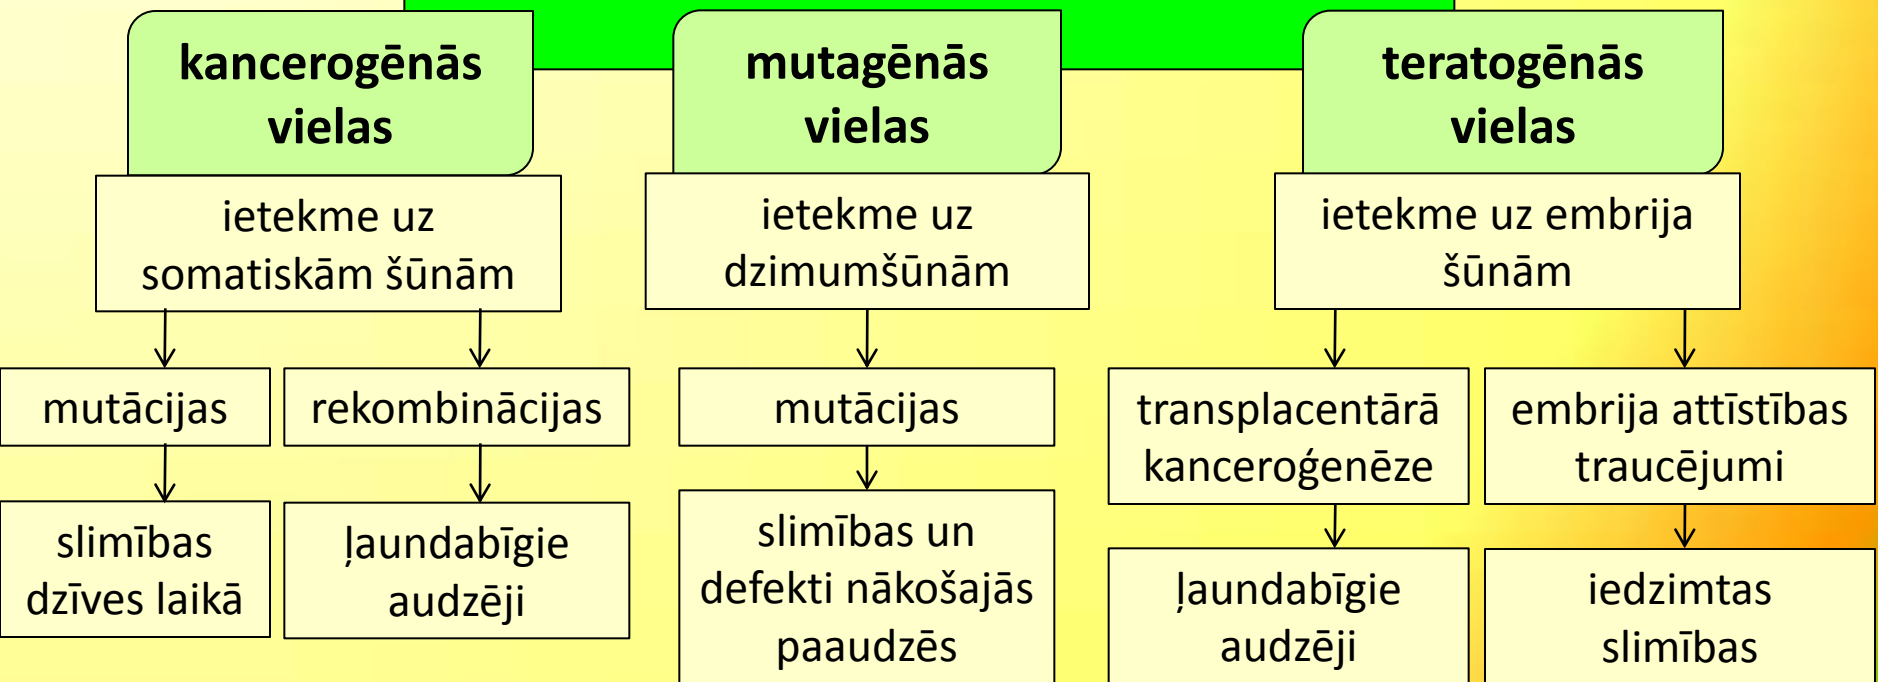 kancerogēnās
vielas
ietekme uz
somatiskām šūnām
mutācijas
slimības
dzīves laikā
rekombinācijas
ļaundabīgie
audzēji
mutagēnās
vielas
ietekme uz
dzimumšūnām
mutācijas
slimības un
defekti nākošajās
paaudzēs
teratogēnās
vielas
ietekme uz embrija
šūnām
transplacentārā
kanceroģenēze
ļaundabīgie
audzēji
embrija attīstības
traucējumi
iedzimtas
slimības